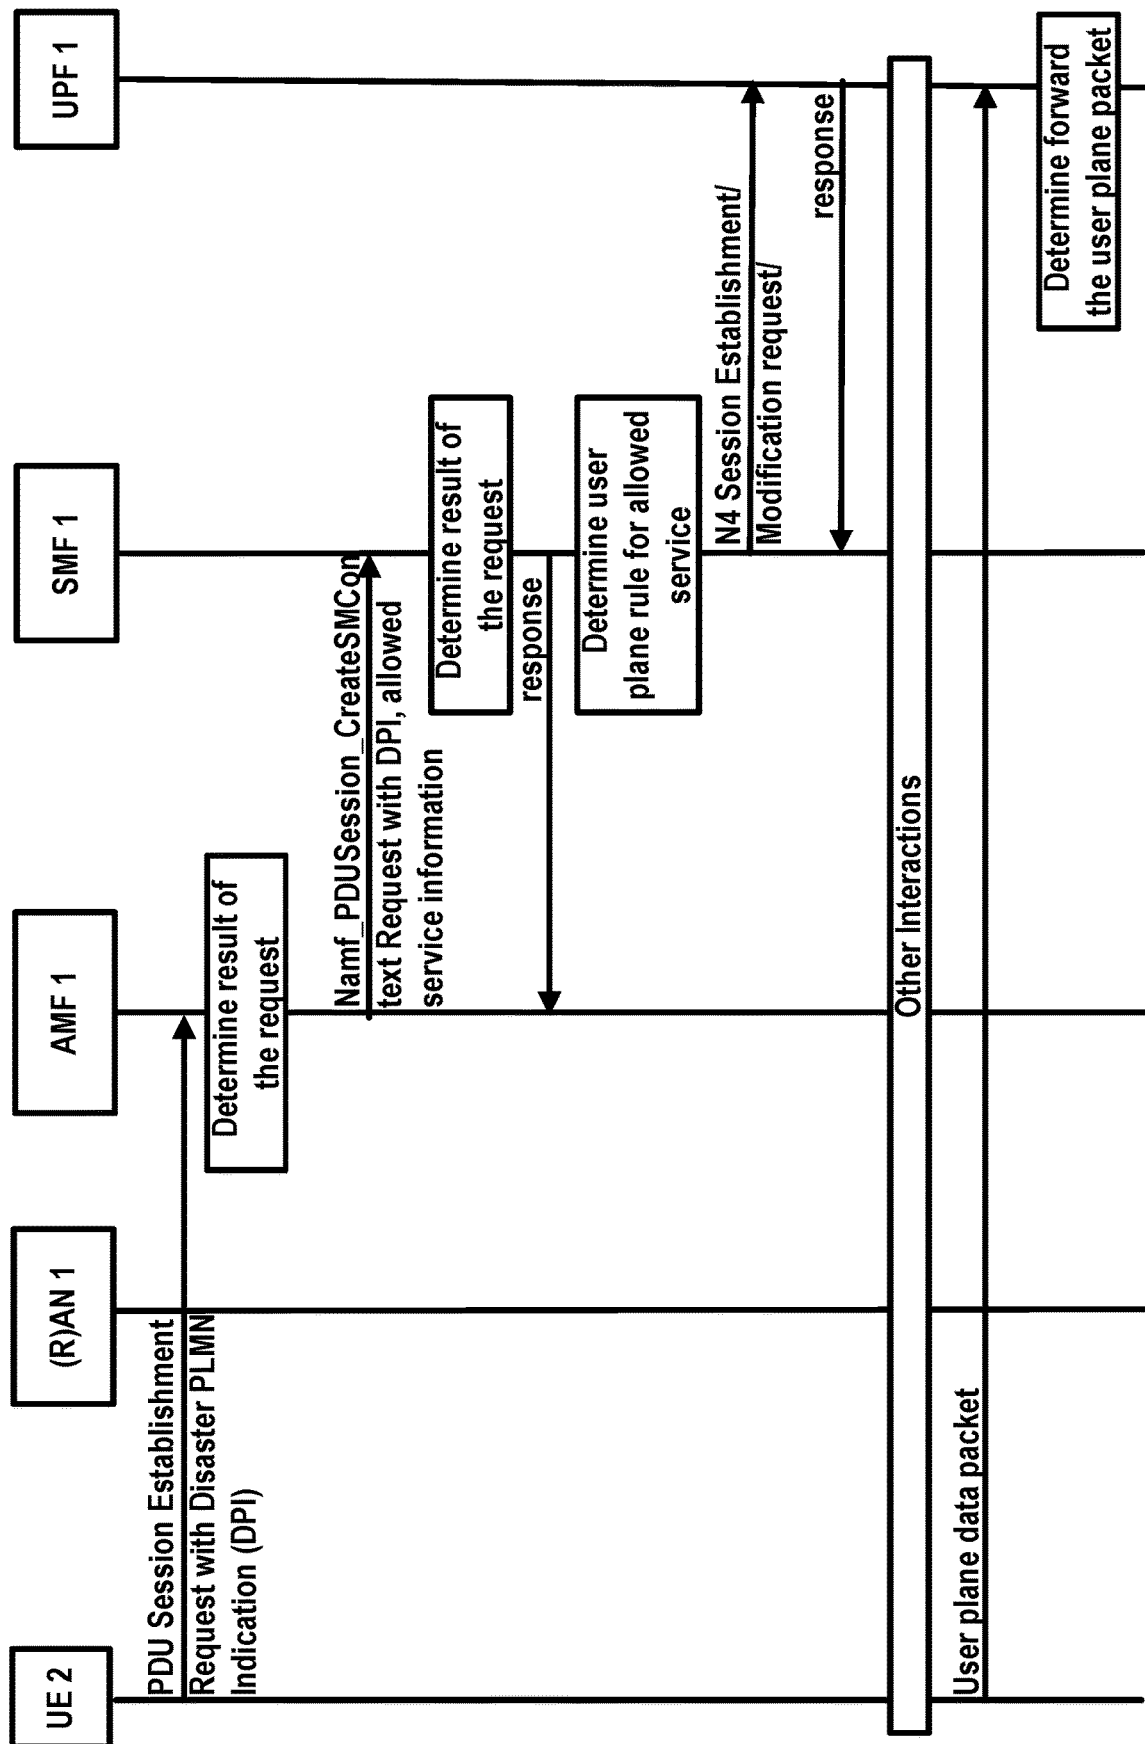 UE 2
(R)AN 1
AMF 1
SMF 1
UPF 1
PDU Session Establishment
Request with Disaster PLMN
Indication (DPI)
Determine result of
the request
Namf_PDUSession_CreateSMCon
text Request with DPI, allowed
service information
Determine result of
the request
response
Determine user
plane rule for allowed
service
N4 Session Establishment/
Modification request/
response
Other Interactions
User plane data packet
Determine forward
the user plane packet